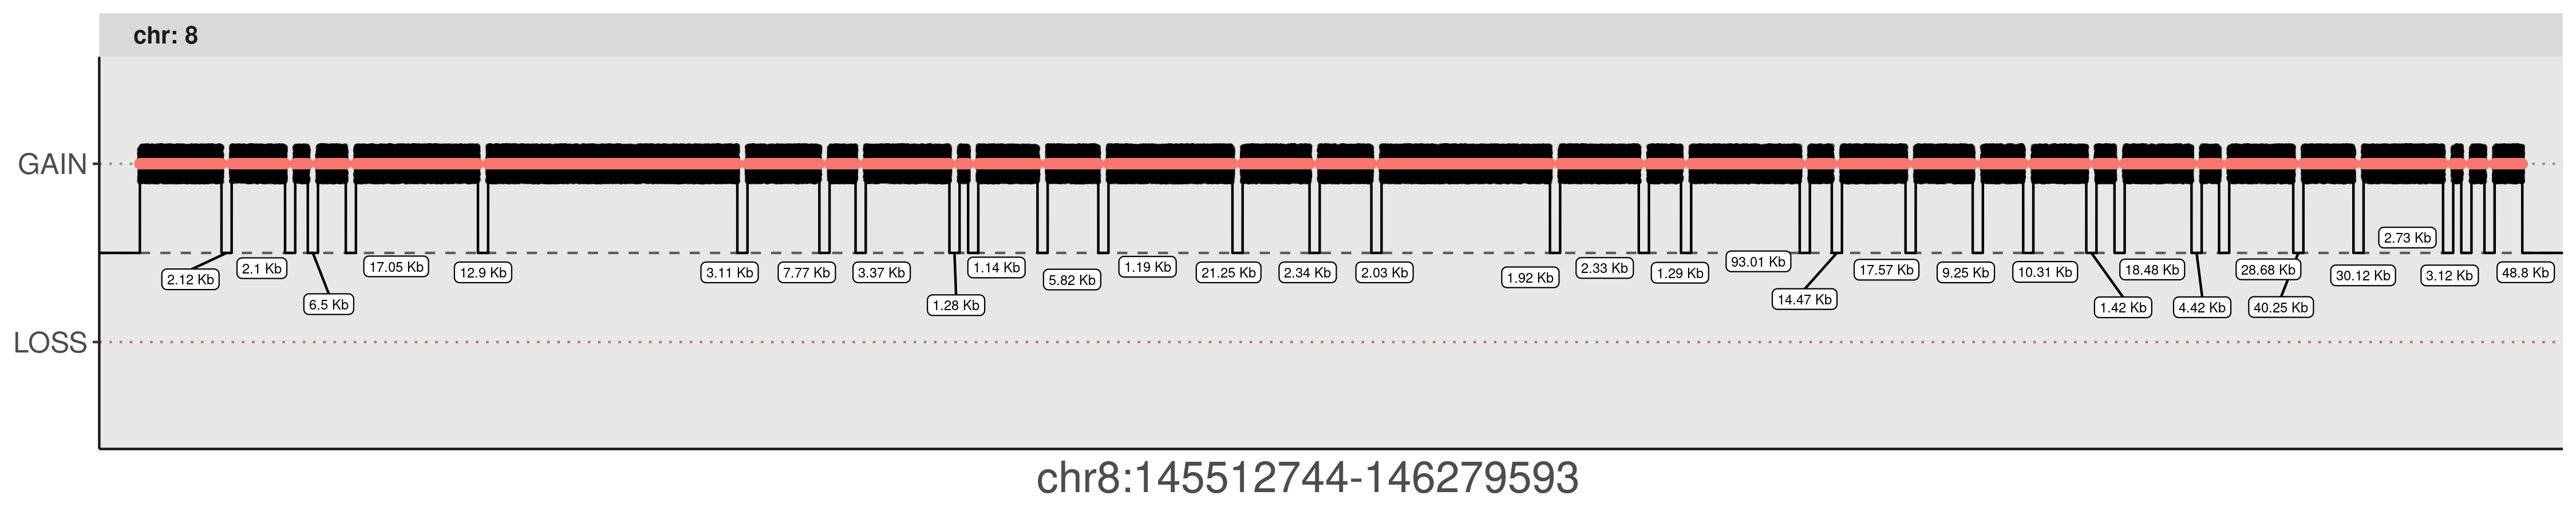 chr: 8
GAIN
2.73 Kb
2.12 Kb
2.1 Kb
6.5 Kb
17.05 Kb
12.9 Kb
3.11 Kb
7.77 Kb
3.37 Kb
1.28 Kb
1.14 Kb
5.82 Kb
1.19 Kb
21.25 Kb
2.34 Kb
2.03 Kb
1.92 Kb
2.33 Kb
1.29 Kb
93.01 Kb
14.47 Kb
17.57 Kb
9.25 Kb
10.31 Kb
1.42 Kb
18.48 Kb
4.42 Kb
28.68 Kb
40.25 Kb
30.12 Kb
3.12 Kb
48.8 Kb
LOSS
chr8:145512744-146279593